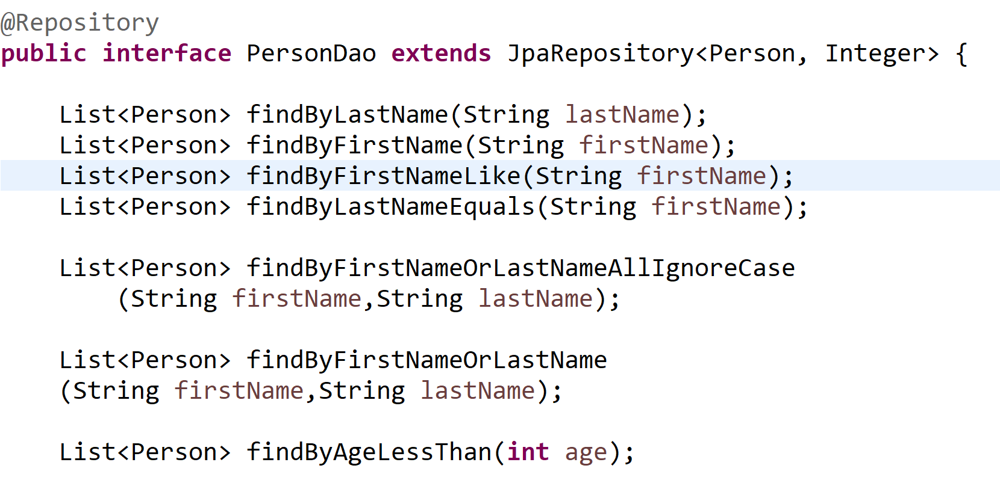 @Repository
public interface PersonDao extends JpaRepository<Person, Integer> {
List<Person> findByLastName(String lastName);
List<Person> findByFirstName(String firstName);
List<Person> findByFirstNameLike(String firstName);
List<Person> findByLastNameEquals(String firstName);
List<Person> findByFirstNameOrLastNameAllIgnoreCase
(String firstName,String lastName);
List<Person> findByFirstNameOrLastName
(String firstName,String lastName);
List<Person> findByAgeLessThan(int age);